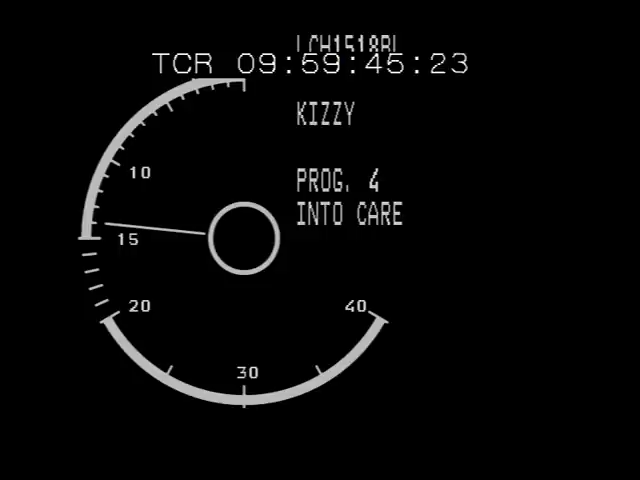 LCH1518BL
TCR 09:59:45:23
KIZZY
10
PROG. 4
INTO CARE
15
20
40
30